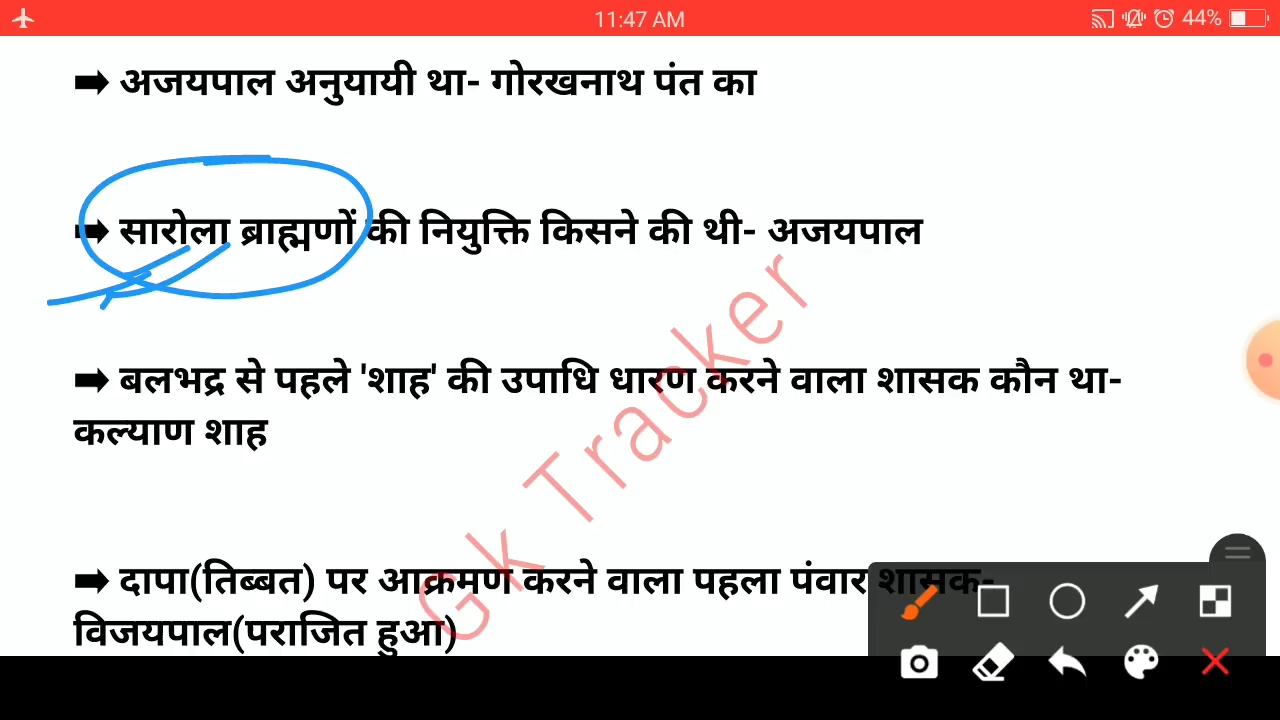 11:47 AM
44%
➡ अजयपाल अनुयायी था- गोरखनाथ पंत का
➡ सारोला ब्राह्मणों की नियुक्ति किसने की थी- अजयपाल
➡ बलभद्र से पहले 'शाह' की उपाधि धारण करने वाला शासक कौन था-
कल्याण शाह
➡ दापा(तिब्बत) पर आक्रमण करने वाला पहला पंवार शासक-
विजयपाल(पराजित हुआ)
Gk Tracker